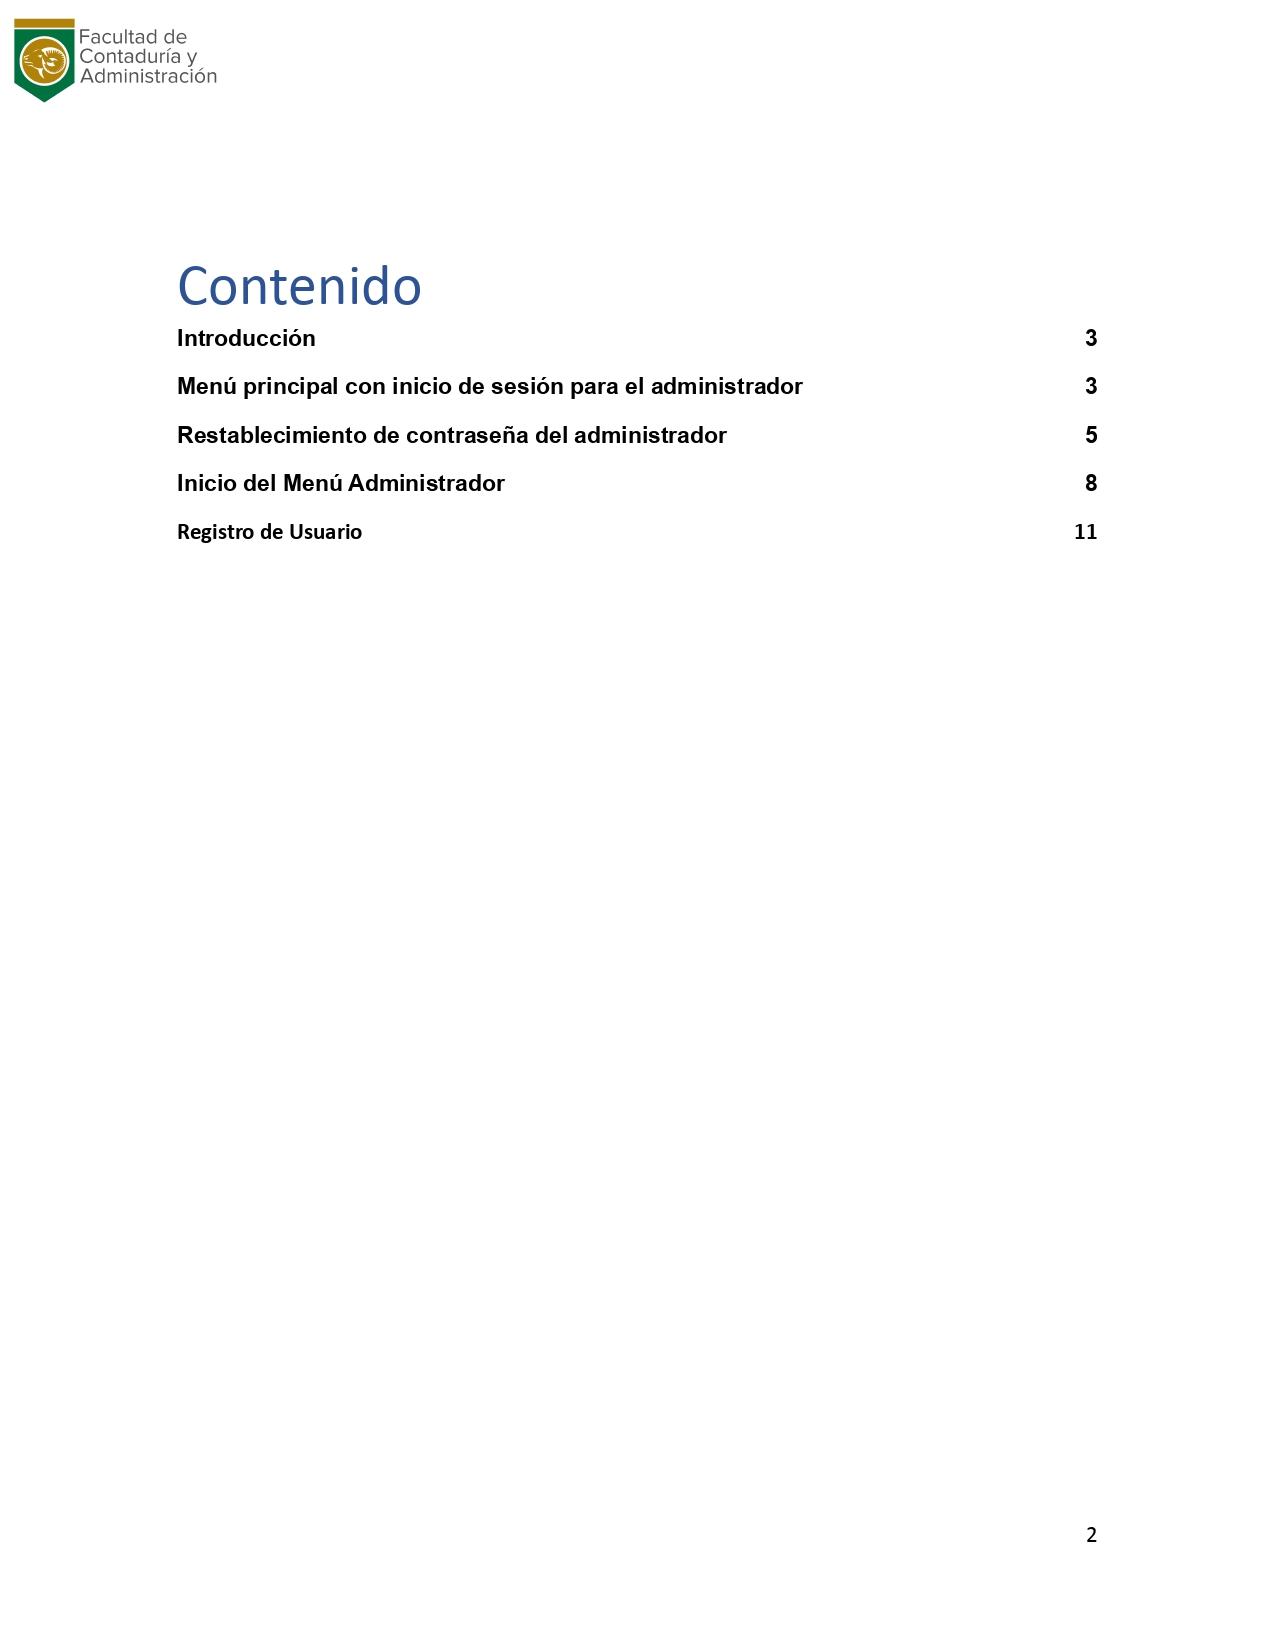 Facultad de
Contaduría y
Administración
Contenido
Introducción 3
Menú principal con inicio de sesión para el administrador 3
Restablecimiento de contraseña del administrador 5
Inicio del Menú Administrador 8
Registro de Usuario 11
2